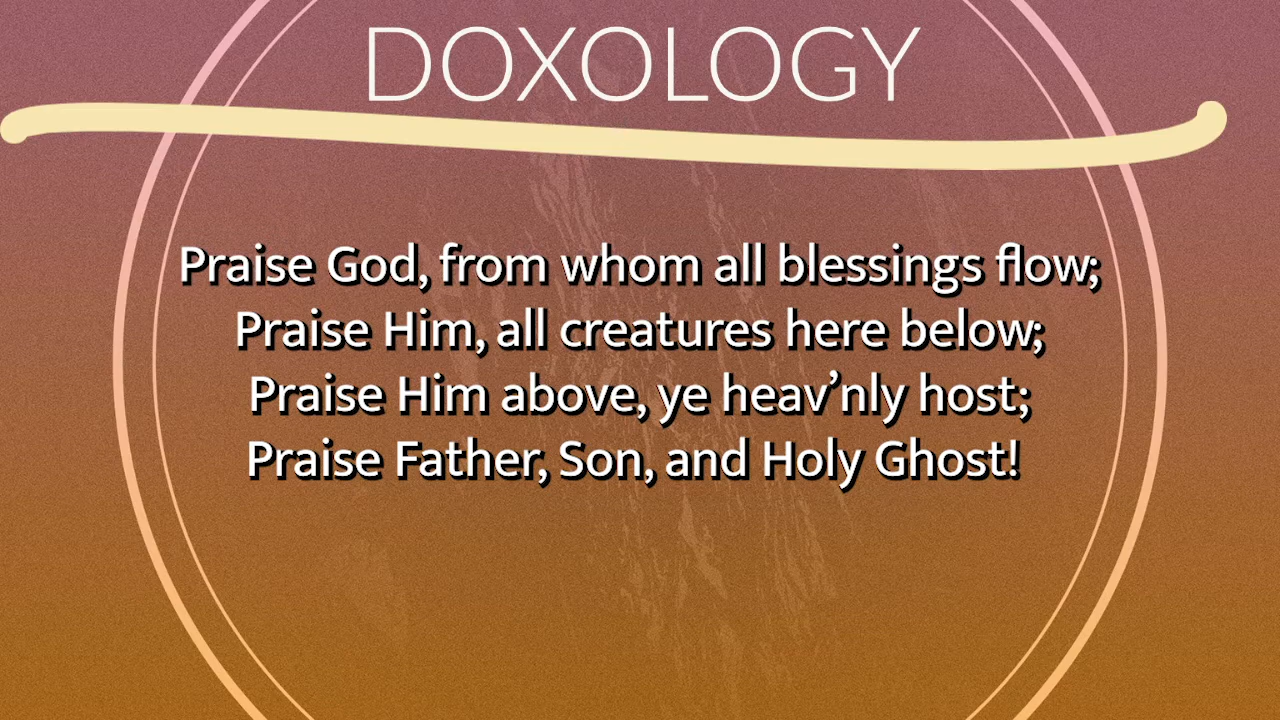 DOXOLOGY
Praise God, from whom all blessings flow;
Praise Him, all creatures here below;
Praise Him above, ye heav’nly host;
Praise Father, Son, and Holy Ghost!